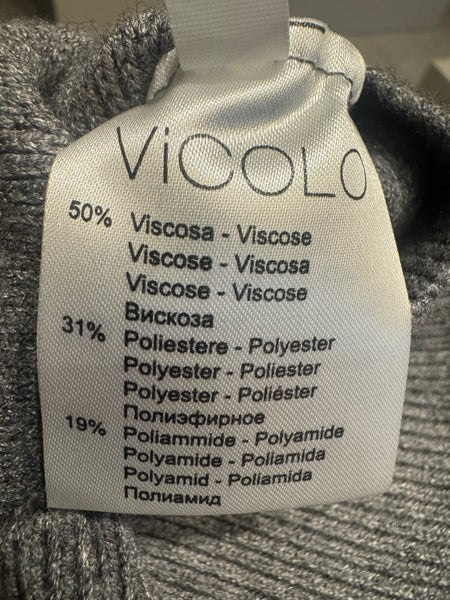 ViCOLO
50% Viscosa - Viscose
Viscose - Viscosa
Viscose - Viscose
Вискоза
31% Poliestere - Polyester
Polyester - Poliester
Polyester - Poliéster
Полиэфирное
19% Poliammide - Polyamide
Polyamide - Poliamida
Polyamid - Poliamida
Полиамид